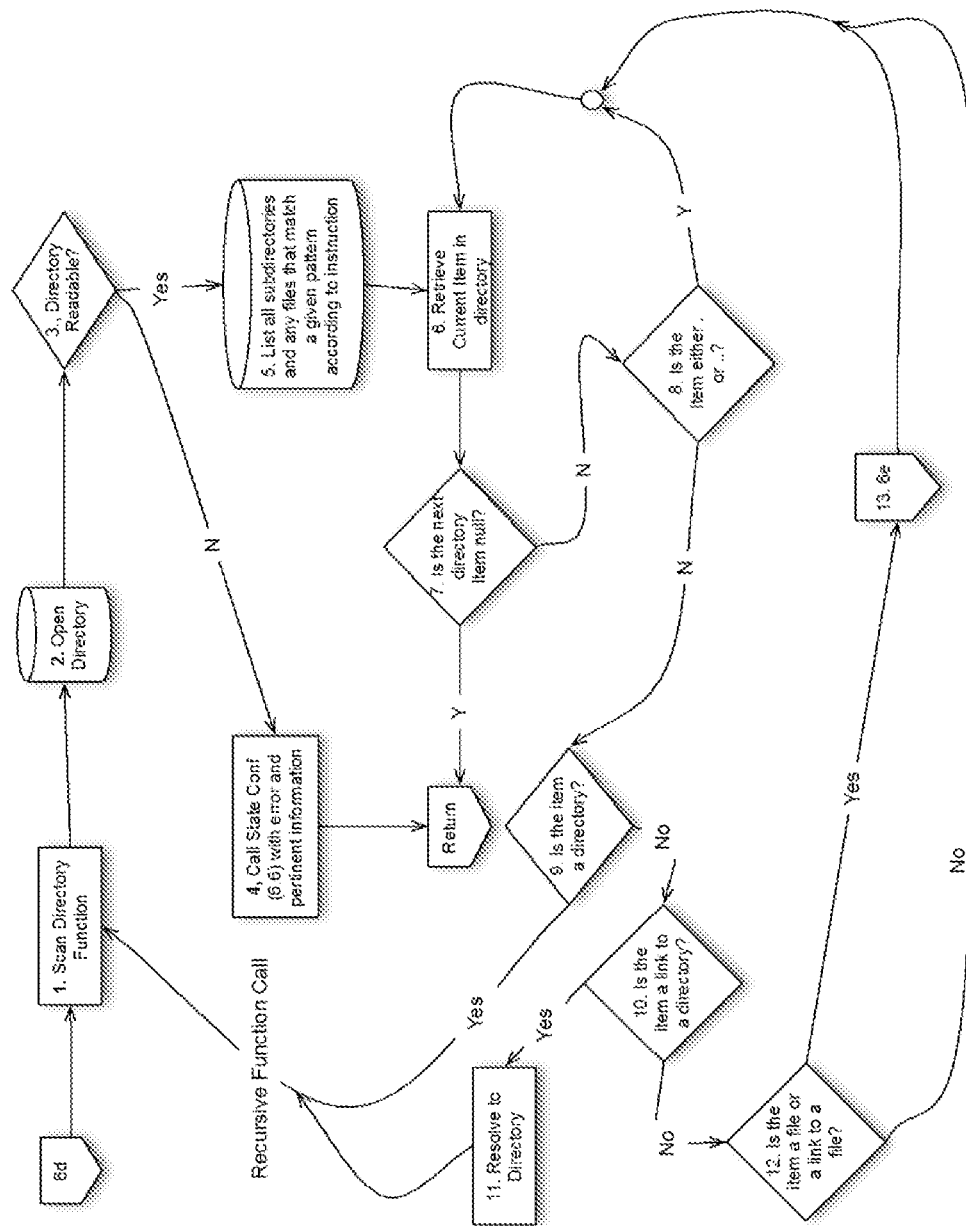 6d
1. Scan Directory
Function
2. Open
Directory
3., Directory
Readable?
Yes
N
4, Call State Conf
(6.6) with error and
pertinent information
5. List all subdirectories
and any files that match
a given pattern
according to instruction
6. Retrieve
Current Item in
directory
7. Is the next
directory
item null?
Y
N
Return
8. Is the
item either .
or ..?
Y
N
9. Is the item
a directory?
Yes
No
Recursive Function Call
10. Is the
item a link to
a directory?
Yes
No
11. Resolve to
Directory
12. Is the
item a file or
a link to a
file?
Yes
No
13. 6e